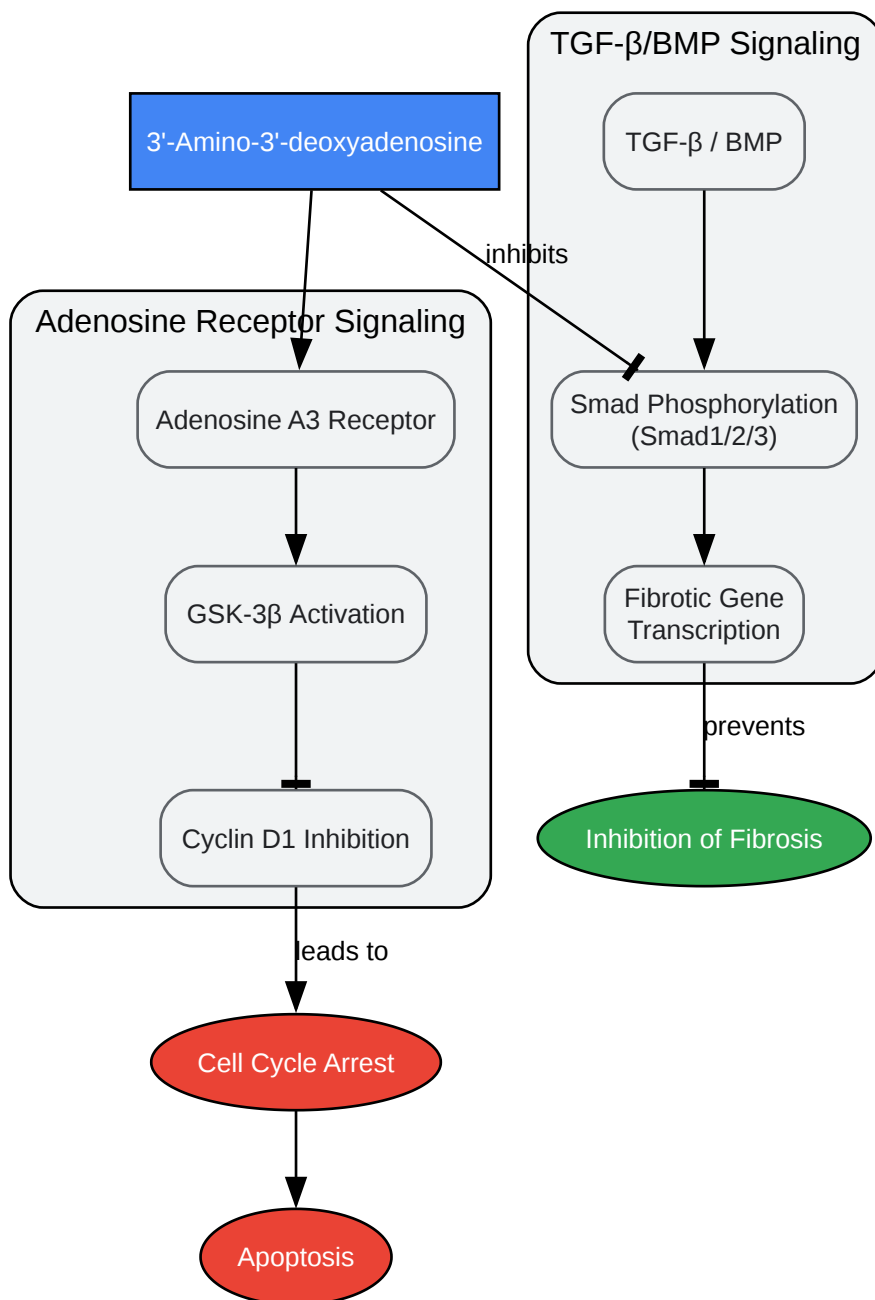 TGF-β/BMP Signaling
3'-Amino-3'-deoxyadenosine
TGF-β / BMP
inhibits
Adenosine Receptor Signaling
Adenosine A3 Receptor
Smad Phosphorylation
(Smad1/2/3)
GSK-3β Activation
Fibrotic Gene
Transcription
prevents
Cyclin D1 Inhibition
Inhibition of Fibrosis
leads to
Cell Cycle Arrest
Apoptosis